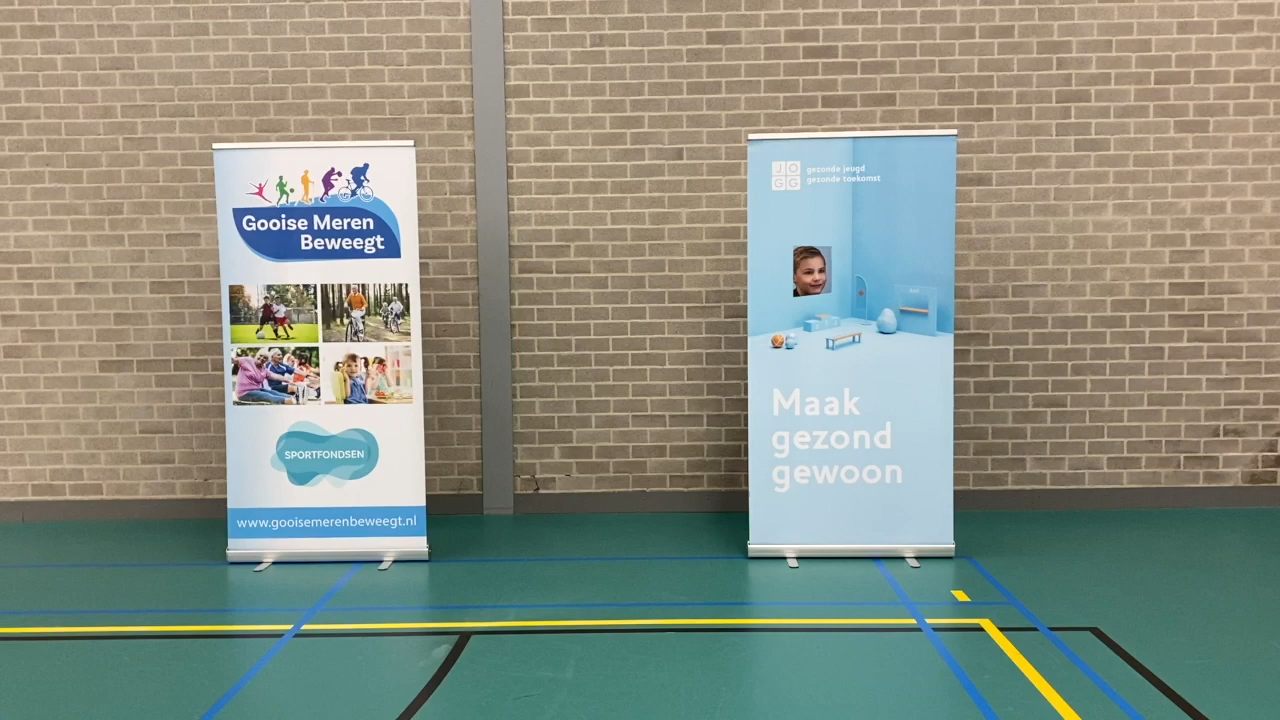 Gooise Meren
Beweegt
SPORTFONDSEN
www.gooisemerenbeweegt.nl
JO
GG
gezonde jeugd
gezonde toekomst
Maak
gezond
gewoon